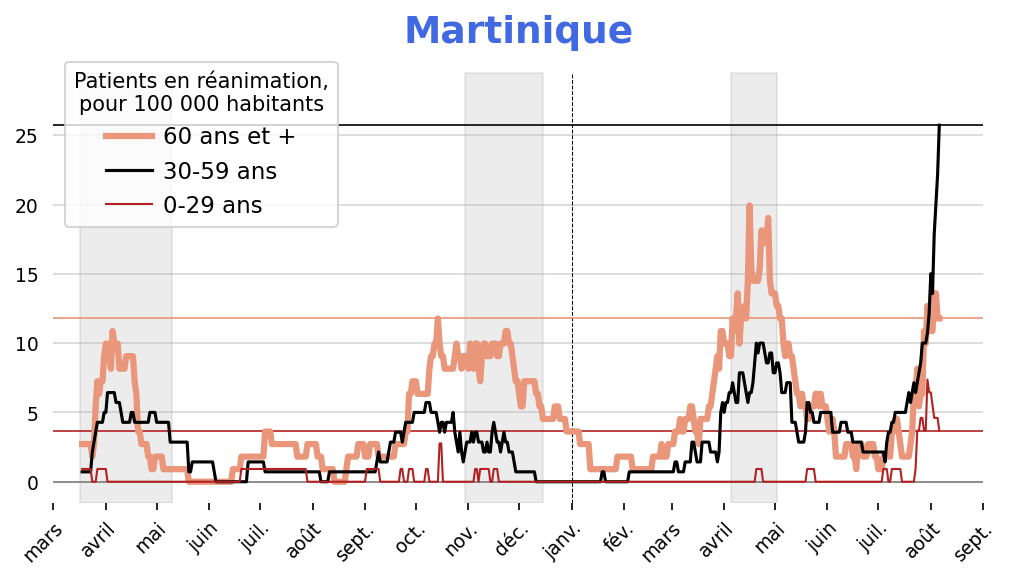 Martinique
Patients en réanimation,
pour 100 000 habitants
60 ans et +
30-59 ans
0-29 ans
25
20
15
10
5
0
mars
avril
mai
juin
juil.
août
sept.
oct.
nov.
déc.
janv.
fév.
mars
avril
mai
juin
juil.
août
sept.